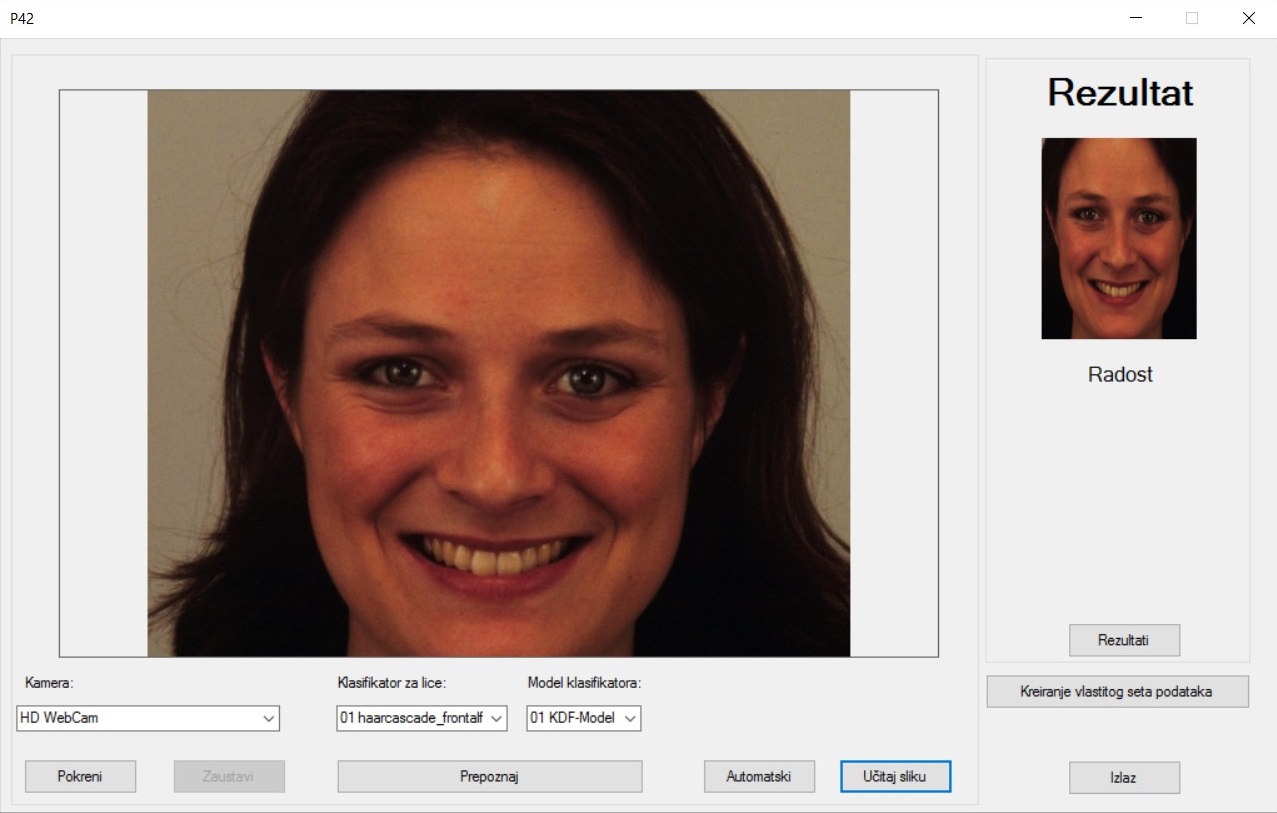 P42
Rezultat
Radost
Rezultati
Kamera:
Klasifikator za lice:
Model klasifikatora:
Kreiranje vlastitog seta podataka
HD WebCam
01 haarcascade_frontalf
01 KDF-Model
Pokreni
Zaustavi
Prepoznaj
Automatski
Učitaj sliku
Izlaz